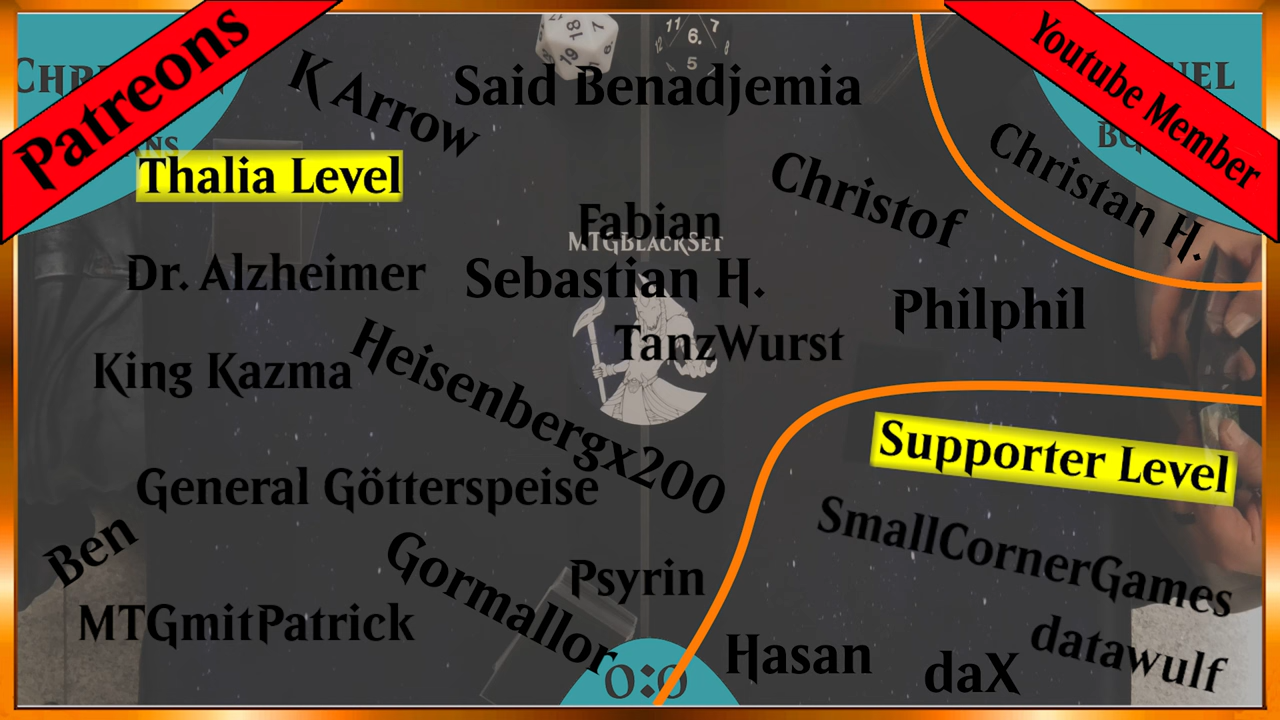 Patreons
Youtube Member
K Arrow
Said Benadjemia
Thalia Level
Christof
Christan H.
Fabian
MTGBlackSet
Dr. Alzheimer
Sebastian H.
Philphil
TanzWurst
King Kazma
Heisenbergx200
Supporter Level
General Götterspeise
SmallCornerGames
Ben
Gormallor
Psyrin
MTGmitPatrick
Hasan
daX
datawulf
0:0